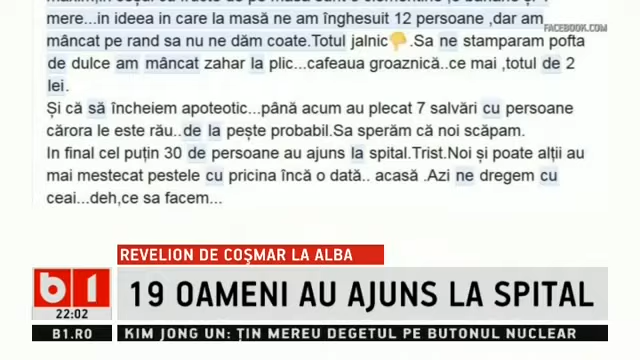 mere...in ideea in care la masă ne am înghesuit 12 persoane ,dar am
FACEBOOK.COM
mâncat pe rand sa nu ne dăm coate.Totul jalnic👇.Sa ne stamparam pofta
de dulce am mâncat zahar la plic...cafeaua groaznică..ce mai ,totul de 2
lei.
Și că să încheiem apoteotic...până acum au plecat 7 salvări cu persoane
cărora le este rău..de la pește probabil.Sa sperăm că noi scăpam.
In final cel puțin 30 de persoane au ajuns la spital.Trist.Noi și poate alții au
mai mestecat pestele cu pricina încă o dată.. acasă .Azi ne dregem cu
ceai...deh,ce sa facem...
REVELION DE COŞMAR LA ALBA
b1
19 OAMENI AU AJUNS LA SPITAL
22:02
B1.RO
KIM JONG UN: ŢIN MEREU DEGETUL PE BUTONUL NUCLEAR